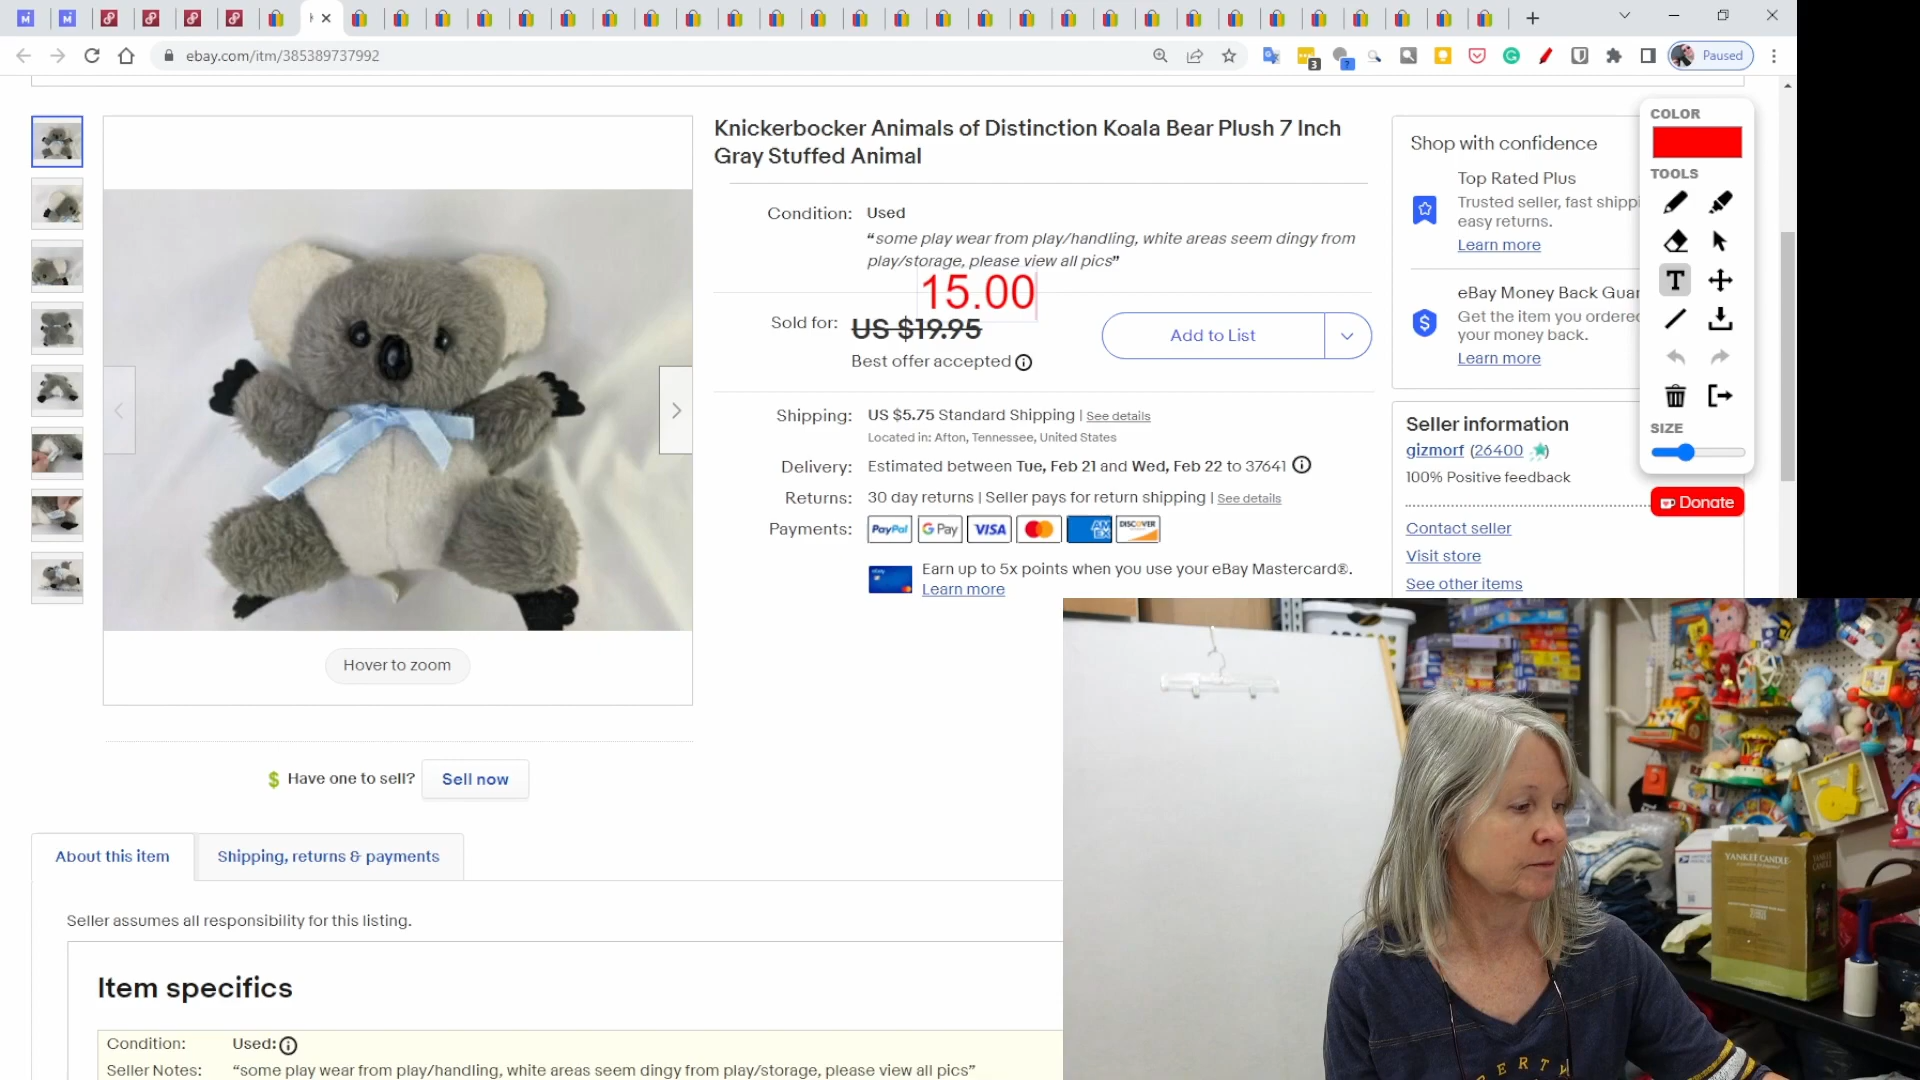 ebay.com/itm/385389737992
3
?
Paused
Knickerbocker Animals of Distinction Koala Bear Plush 7 Inch
Gray Stuffed Animal
Condition: Used
“some play wear from play/handling, white areas seem dingy from
play/storage, please view all pics”
15.00
Sold for: US $19.95
Best offer accepted
Add to List
Shipping: US $5.75 Standard Shipping | See details
Located in: Afton, Tennessee, United States
Delivery: Estimated between Tue, Feb 21 and Wed, Feb 22 to 37641
Returns: 30 day returns | Seller pays for return shipping | See details
Payments: PayPal G Pay VISA AM EX DISCOVER
Earn up to 5x points when you use your eBay Mastercard®.
Learn more
Shop with confidence
Top Rated Plus
Trusted seller, fast shippi
easy returns.
Learn more
eBay Money Back Guar
Get the item you ordered
your money back.
Learn more
Seller information
gizmorf (26400)
100% Positive feedback
Contact seller
Visit store
See other items
COLOR
TOOLS
T
SIZE
Donate
Hover to zoom
Have one to sell? Sell now
About this item
Shipping, returns & payments
Seller assumes all responsibility for this listing.
Item specifics
Condition: Used:
Seller Notes: “some play wear from play/handling, white areas seem dingy from play/storage, please view all pics”
YANKEE CANDLE